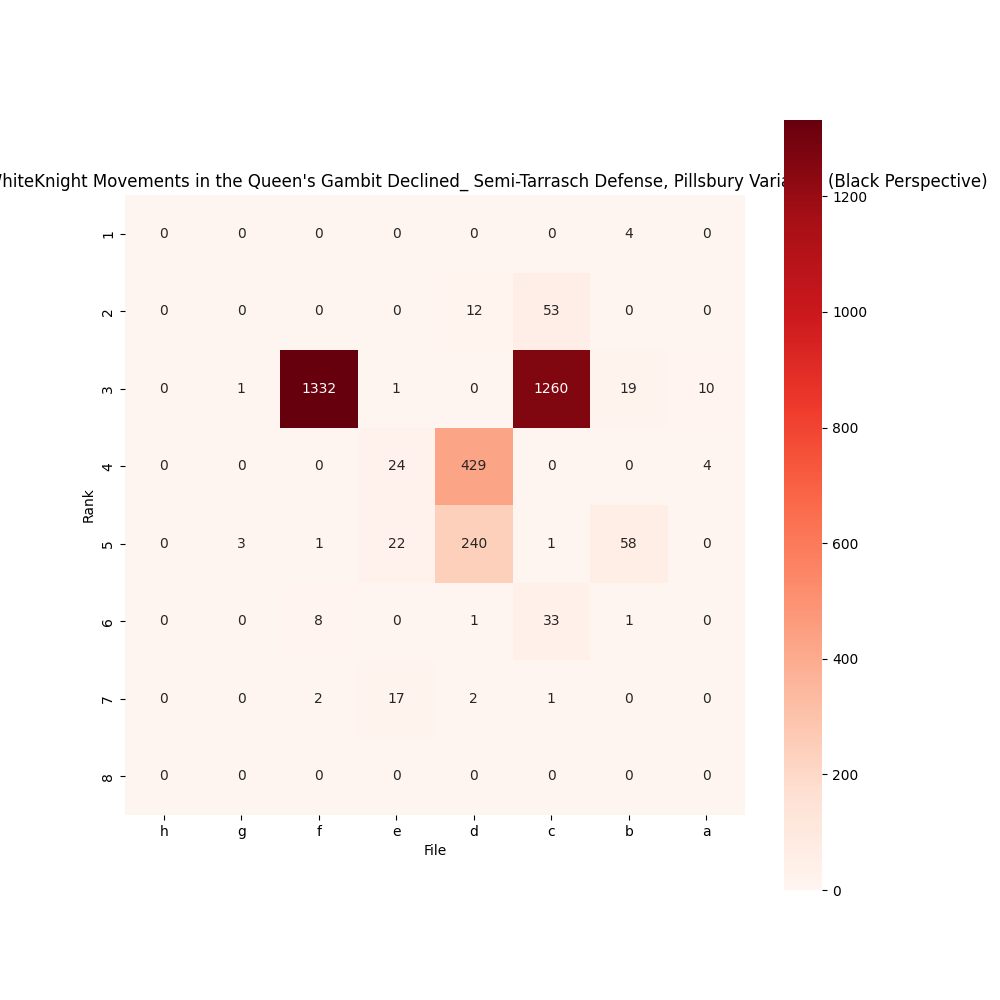 Knight Movements in the Queen's Gambit Declined_ Semi-Tarrasch Defense, Pillsbury (Black Perspective)
1 0 0 0 0 0 0 4 0
2 0 0 0 0 12 53 0 0
3 0 1 1332 1 0 1260 19 10
4 0 0 0 24 429 0 0 4
5 0 3 1 22 240 1 58 0
6 0 0 8 0 1 33 1 0
7 0 0 2 17 2 1 0 0
8 0 0 0 0 0 0 0 0
h g f e d c b a
File
Rank
1200
1000
800
600
400
200
0